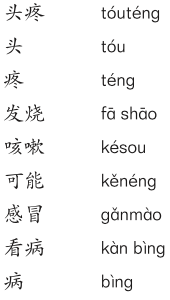 头疼 tóuténg
头 tóu
疼 téng
发烧 fā shāo
咳嗽 késou
可能 kěnéng
感冒 gǎnmào
看病 kàn bìng
病 bìng